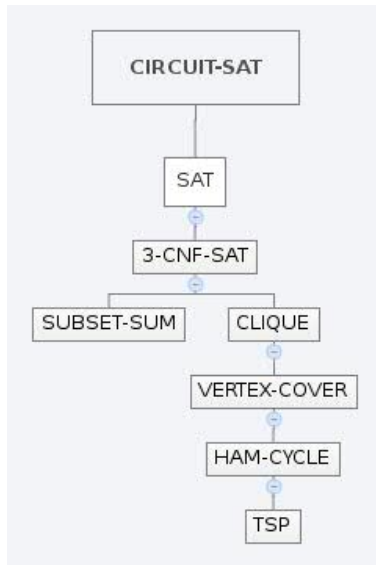 CIRCUIT-SAT
SAT
3-CNF-SAT
SUBSET-SUM
CLIQUE
VERTEX-COVER
HAM-CYCLE
TSP